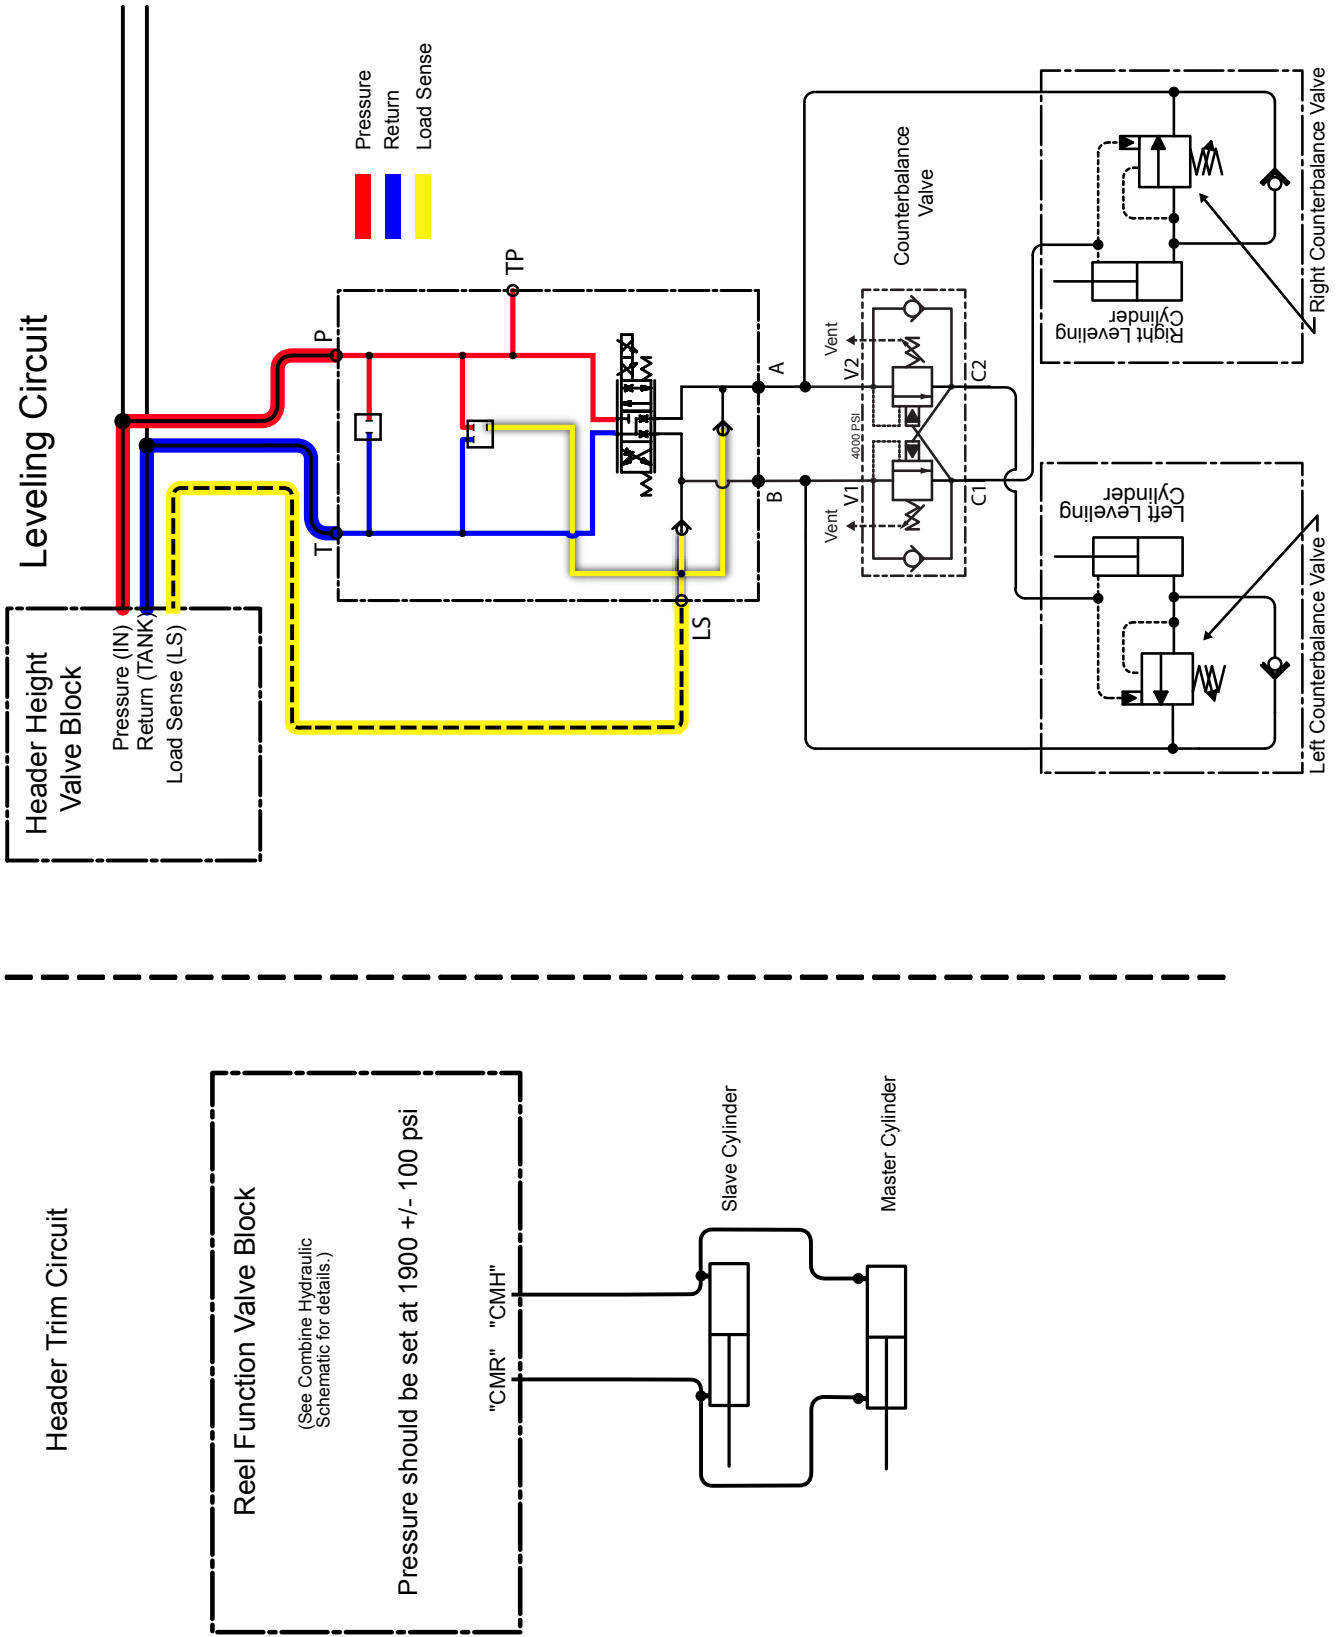 Leveling Circuit
Header Height
Valve Block
Pressure (IN)
Return (TANK)
Load Sense (LS)
Pressure
Return
Load Sense
P
T
TP
LS
A
B
Counterbalance
Valve
Vent
Vent
V2
V1
4000 PSI
C2
C1
Right Leveling
Cylinder
Right Counterbalance Valve
Left Leveling
Cylinder
Left Counterbalance Valve
Header Trim Circuit
Reel Function Valve Block
(See Combine Hydraulic
Schematic for details.)
Pressure should be set at 1900 +/- 100 psi
"CMR" "CMH"
Slave Cylinder
Master Cylinder